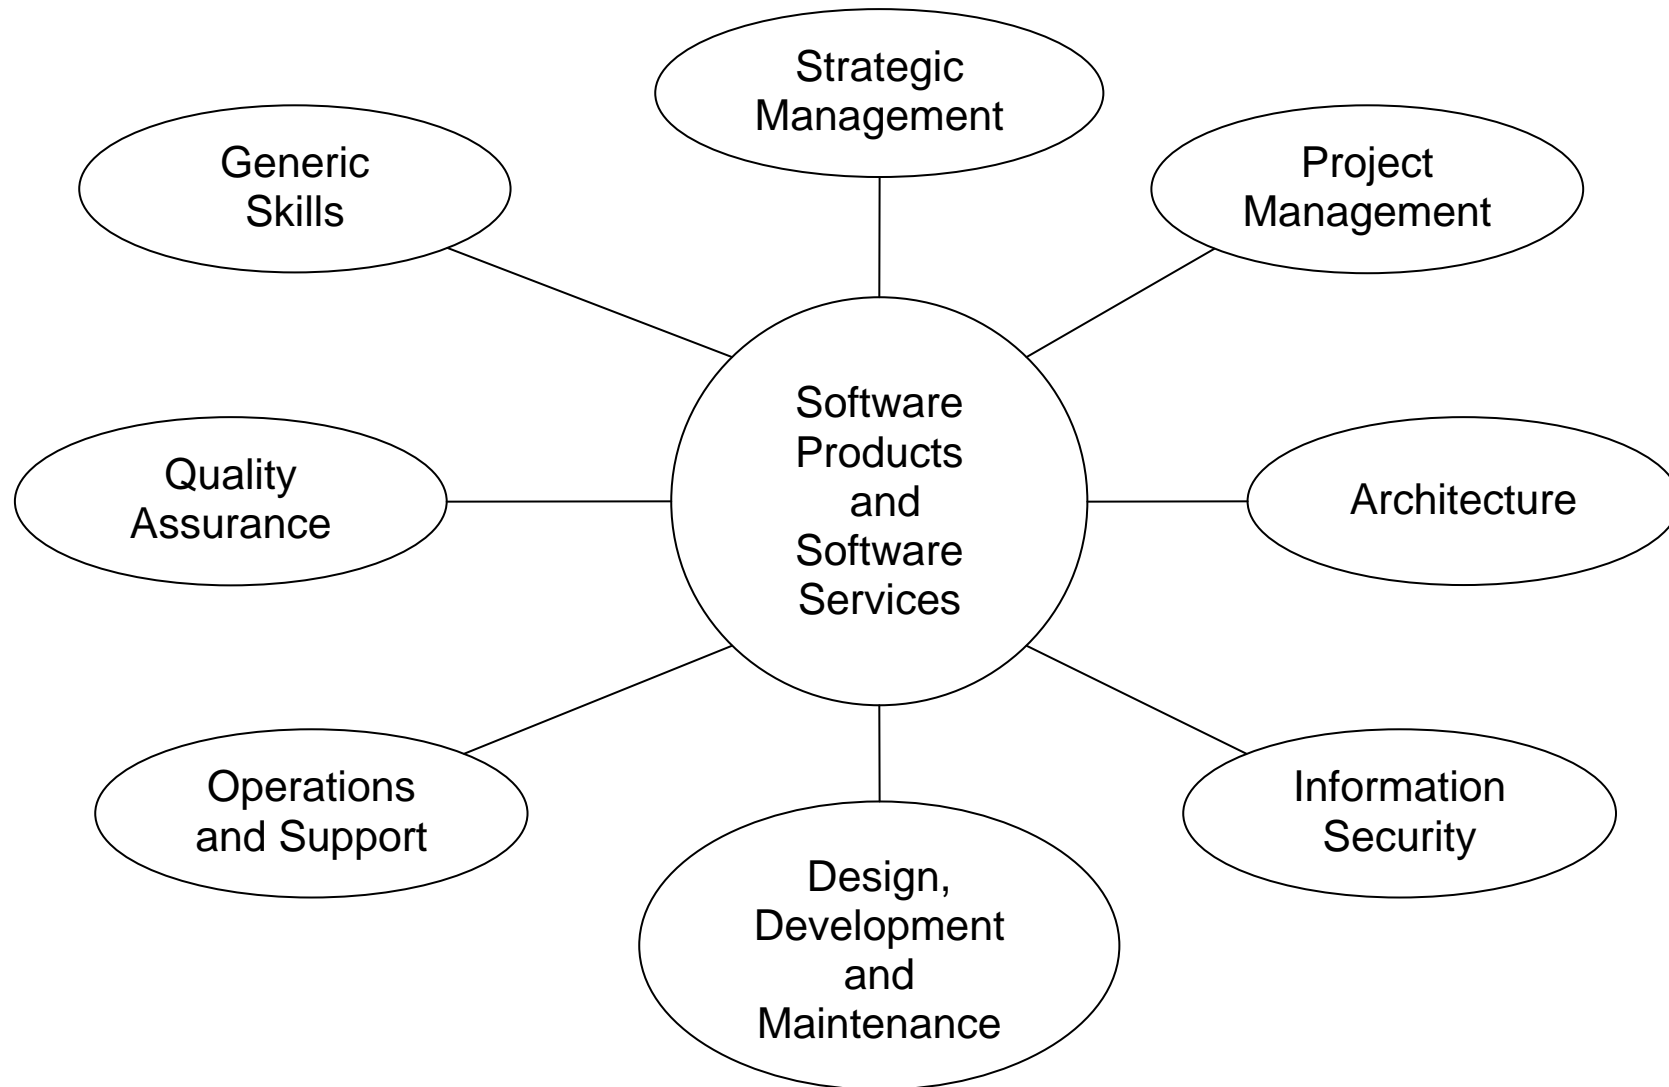 Strategic
Management
Generic
Skills
Project
Management
Software
Products
and
Software
Services
Quality
Assurance
Architecture
Operations
and Support
Information
Security
Design,
Development
and
Maintenance